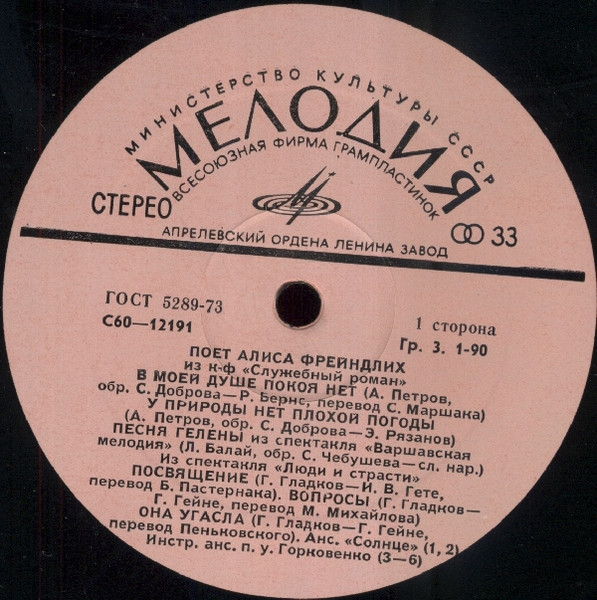 МИНИСТЕРСТВО КУЛЬТУРЫ СССР
МЕЛОДИЯ
ВСЕСОЮЗНАЯ ФИРМА ГРАМПЛАСТИНОК
СТЕРЕО
33
АПРЕЛЕВСКИЙ ОРДЕНА ЛЕНИНА ЗАВОД
ГОСТ 5289-73
С60—12191
1 сторона
Гр. 3. 1-90
ПОЕТ АЛИСА ФРЕЙНДЛИХ
из к-ф «Служебный роман»
В МОЕЙ ДУШЕ ПОКОЯ НЕТ (А. Петров,
обр. С. Доброва—Р. Бернс, перевод С. Маршака)
У ПРИРОДЫ НЕТ ПЛОХОЙ ПОГОДЫ
(А. Петров, обр. С. Доброва—Э. Рязанов)
ПЕСНЯ ГЕЛЕНЫ из спектакля «Варшавская
мелодия» (Л. Балай, обр. С. Чебушева—сл. нар.)
Из спектакля «Люди и страсти»
ПОСВЯЩЕНИЕ (Г. Гладков—И. В. Гете,
перевод Б. Пастернака). ВОПРОСЫ (Г. Гладков—
Г. Гейне, перевод М. Михайлова)
ОНА УГАСЛА (Г. Гладков—Г. Гейне,
перевод Пеньковского). Анс. «Солнце» (1, 2)
Инстр. анс. п. у. Горковенко (3—6)